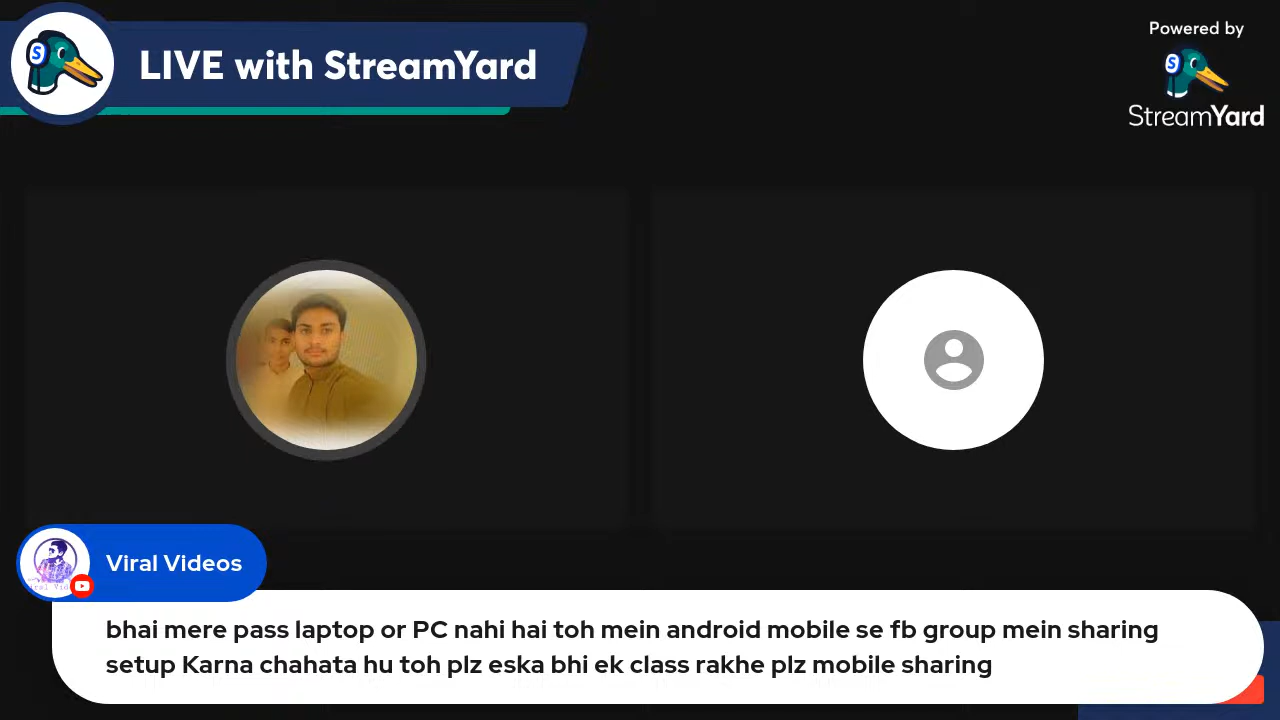 LIVE with StreamYard
Powered by
StreamYard
S
S
Viral Videos
bhai mere pass laptop or PC nahi hai toh mein android mobile se fb group mein sharing
setup Karna chahata hu toh plz eska bhi ek class rakhe plz mobile sharing